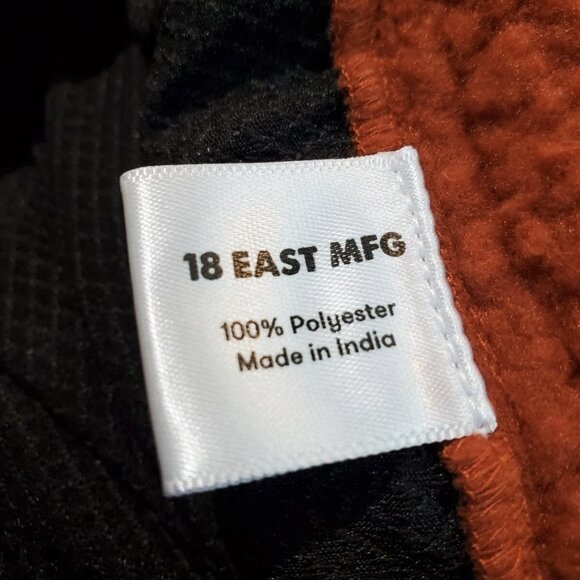 18 EAST MFG
100% Polyester
Made in India